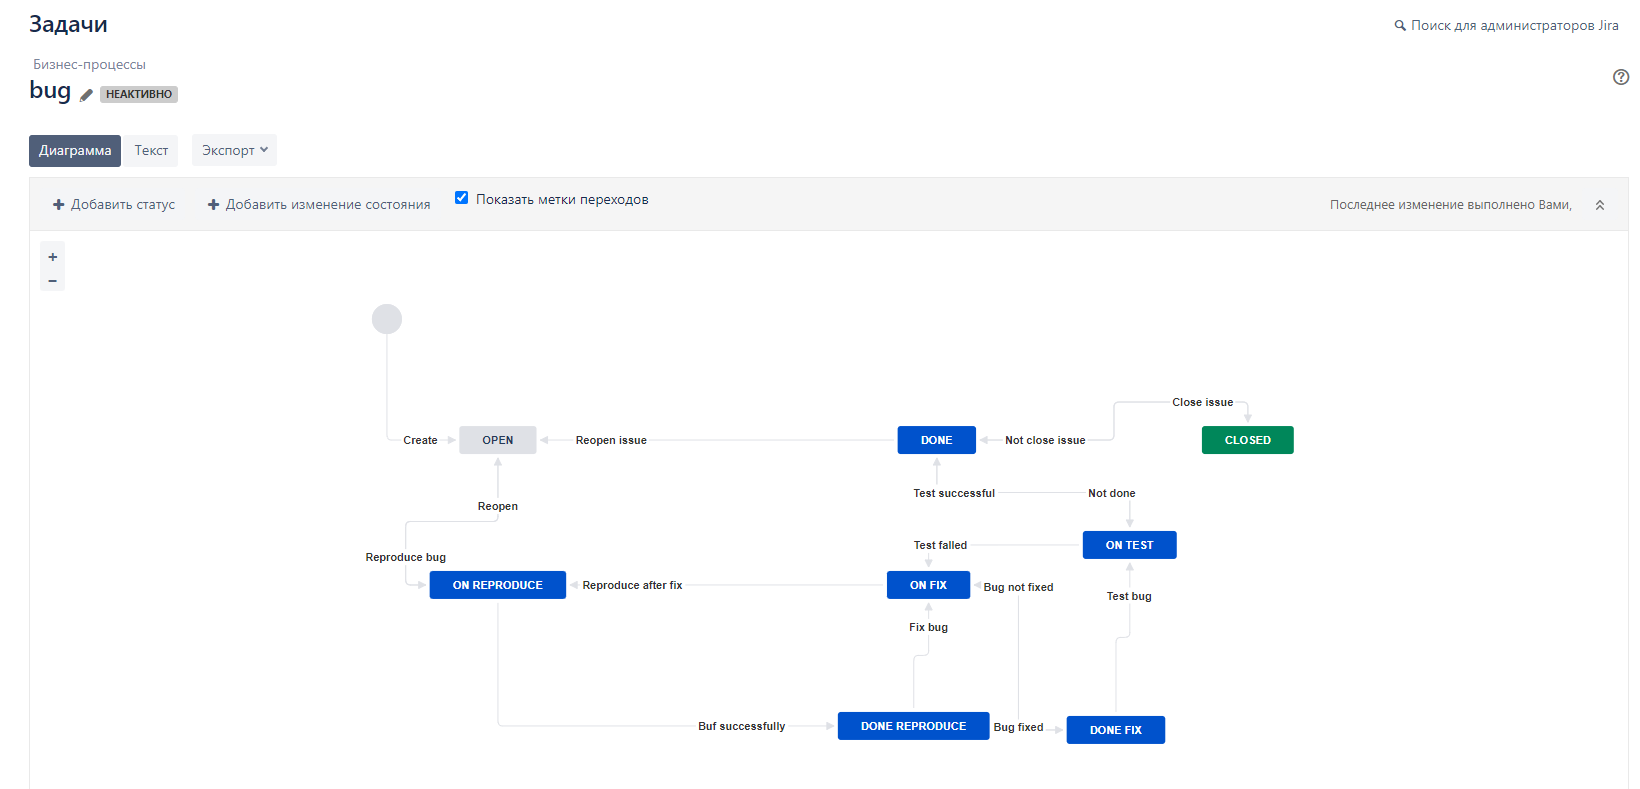 Задачи
Поиск для администраторов Jira
Бизнес-процессы
bug НЕАКТИВНО
Диаграмма Текст Экспорт
Добавить статус Добавить изменение состояния Показать метки переходов Последнее изменение выполнено Вами,
+
−
Close issue
Create OPEN Reopen issue DONE Not close issue CLOSED
Test successful Not done
Reopen
Test falled ON TEST
Reproduce bug
ON REPRODUCE Reproduce after fix ON FIX Bug not fixed
Test bug
Fix bug
Buf successfully DONE REPRODUCE Bug fixed DONE FIX